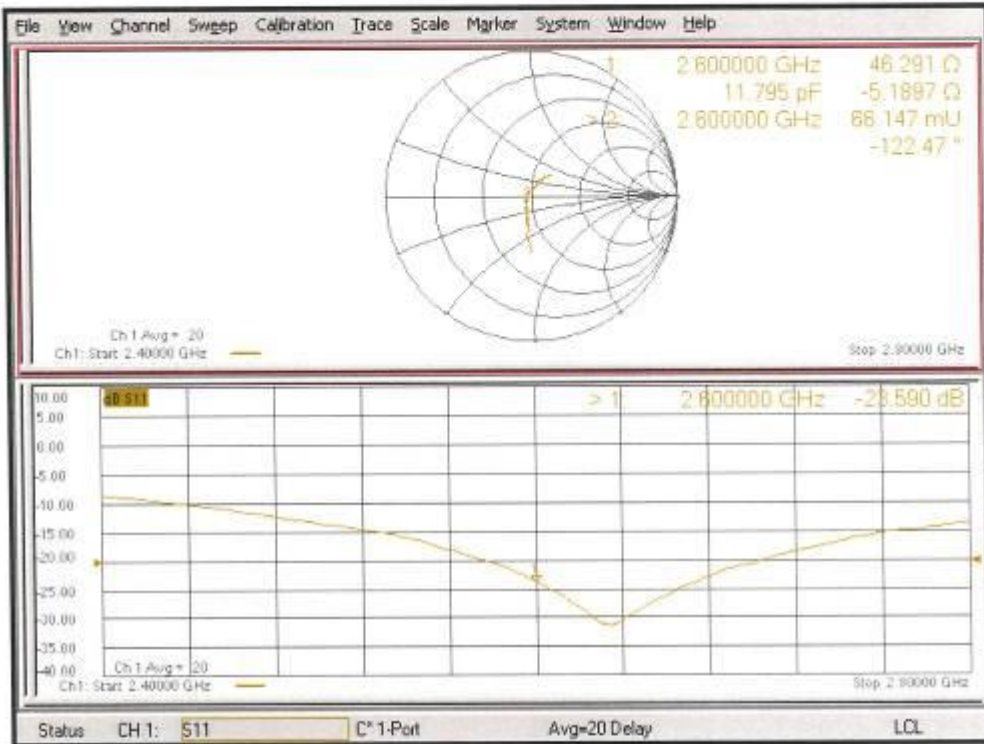 File View Channel Sweep Calibration Trace Scale Marker System Window Help
1 2.600000 GHz 46.291 Ω
11.795 pF -5.1897 Ω
> 2 2.600000 GHz 66.147 mU
-122.47 °
Ch 1 Avg = 20
Ch1: Start 2.40000 GHz
Stop 2.80000 GHz
10.00 dB S11 > 1 2.600000 GHz -23.590 dB
5.00
0.00
-5.00
-10.00
-15.00
-20.00
-25.00
-30.00
-35.00
-40.00
Ch 1 Avg = 20
Ch1: Start 2.40000 GHz
Stop 2.80000 GHz
Status CH 1: S11 C* 1-Port Avg=20 Delay LCL